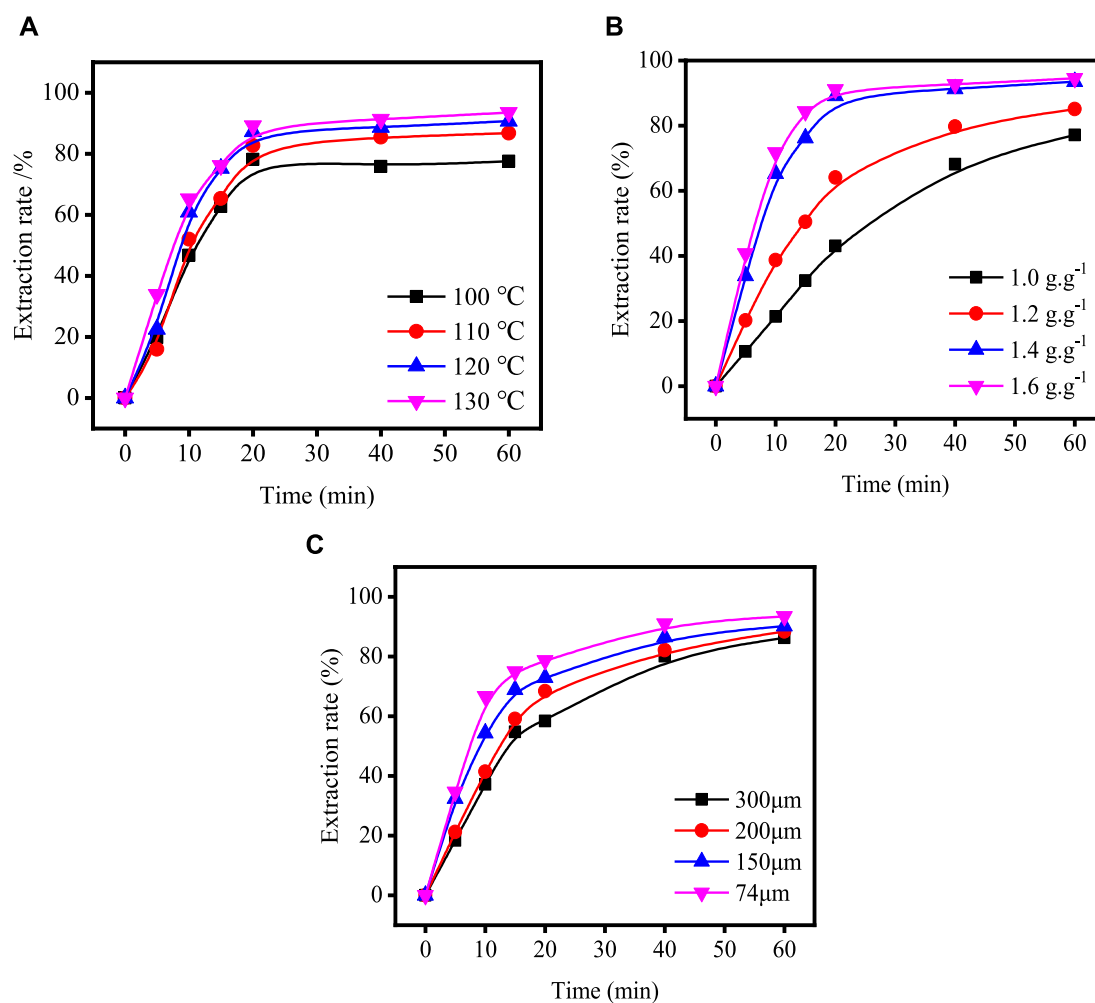 A
Extraction rate /%
100
80
60
40
20
0
100 ℃
110 ℃
120 ℃
130 ℃
0 10 20 30 40 50 60
Time (min)
B
Extraction rate (%)
100
80
60
40
20
0
1.0 g.g⁻¹
1.2 g.g⁻¹
1.4 g.g⁻¹
1.6 g.g⁻¹
0 10 20 30 40 50 60
Time (min)
C
Extraction rate (%)
100
80
60
40
20
0
300μm
200μm
150μm
74μm
0 10 20 30 40 50 60
Time (min)